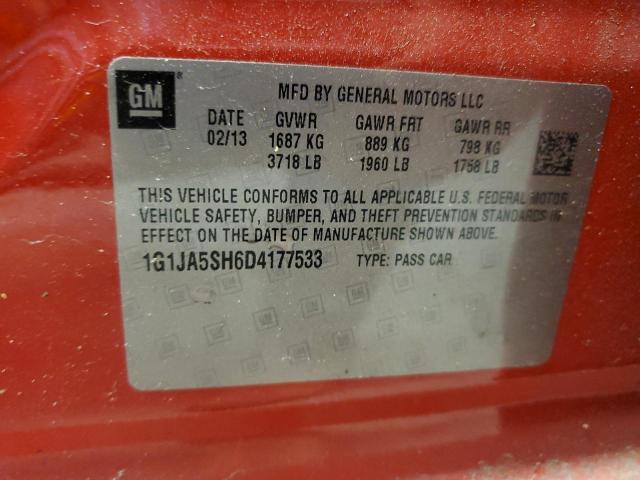 GM
MFD BY GENERAL MOTORS LLC
DATE GVWR GAWR FRT GAWR RR
02/13 1687 KG 889 KG 798 KG
3718 LB 1960 LB 1758 LB
THIS VEHICLE CONFORMS TO ALL APPLICABLE U.S. FEDERAL MOTOR
VEHICLE SAFETY, BUMPER, AND THEFT PREVENTION STANDARDS IN
EFFECT ON THE DATE OF MANUFACTURE SHOWN ABOVE.
1G1JA5SH6D4177533 TYPE: PASS CAR